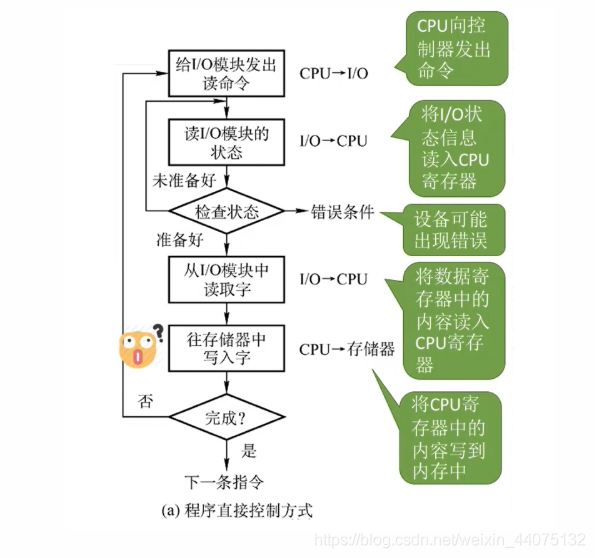 给I/O模块发出
读命令
CPU→I/O
CPU向控
制器发出
命令
读I/O模块的
状态
I/O→CPU
将I/O状
态信息
读入CPU
寄存器
未准备好
检查状态
错误条件
设备可能
出现错误
准备好
从I/O模块中
读取字
I/O→CPU
将数据寄
存器中的
内容读入
CPU寄存
器
往存储器中
写入字
CPU→存储器
?
否
完成?
是
将CPU寄
存器中的
内容写到
内存中
下一条指令
(a) 程序直接控制方式
https://blog.csdn.net/weixin_44075132